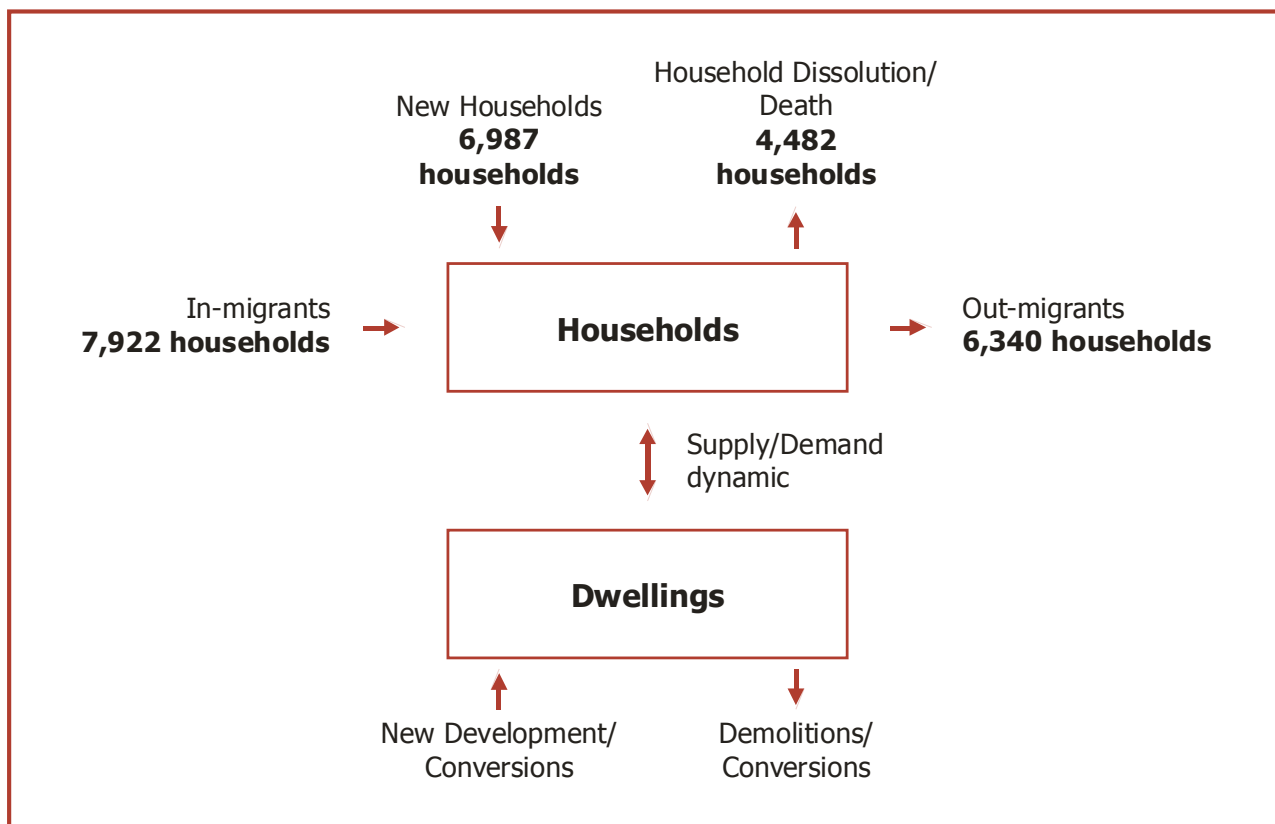 Household Dissolution/
Death
4,482
households
New Households
6,987
households
In-migrants
7,922 households
Households
Out-migrants
6,340 households
Supply/Demand
dynamic
Dwellings
New Development/
Conversions
Demolitions/
Conversions